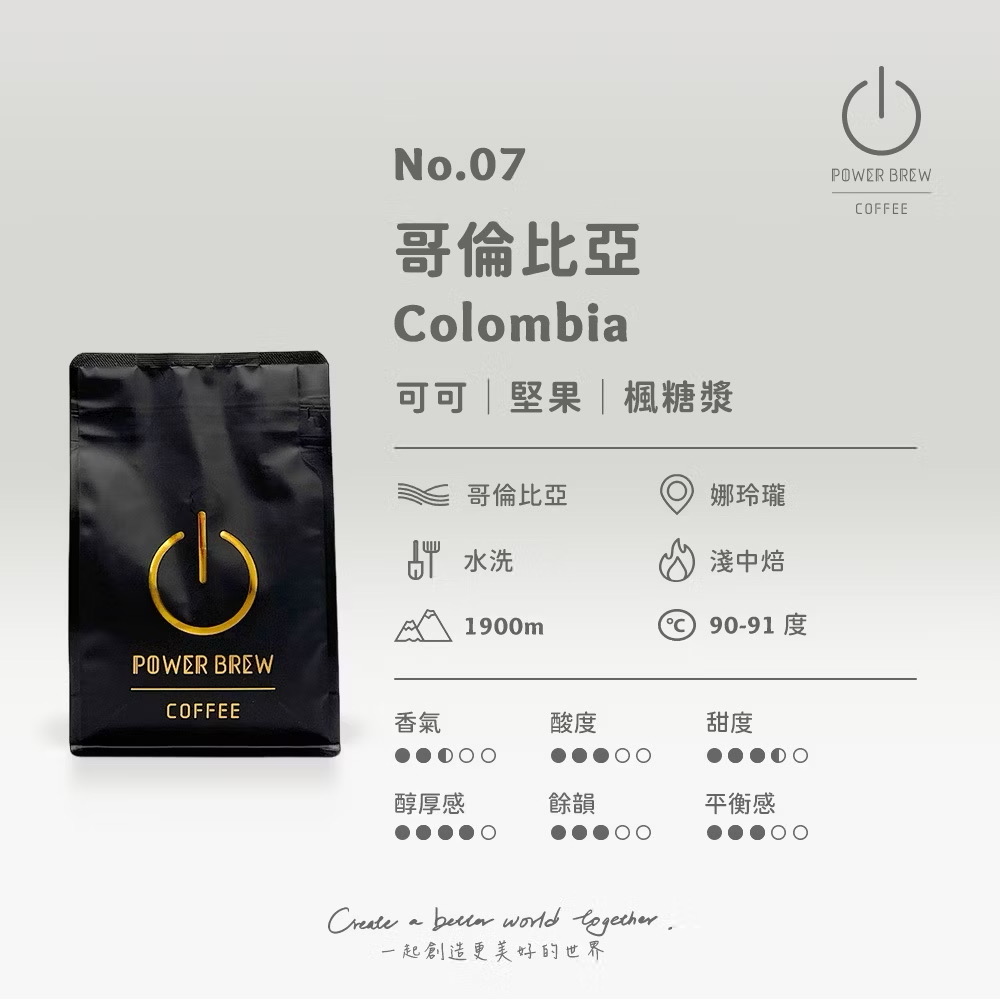 POWER BREW
COFFEE
No.07
哥倫比亞
Colombia
可可｜堅果｜楓糖漿
哥倫比亞
娜玲瓏
水洗
淺中焙
1900m
°C
90-91 度
POWER BREW
COFFEE
香氣
酸度
甜度
醇厚感
餘韻
平衡感
Create a better world together.
一起創造更美好的世界